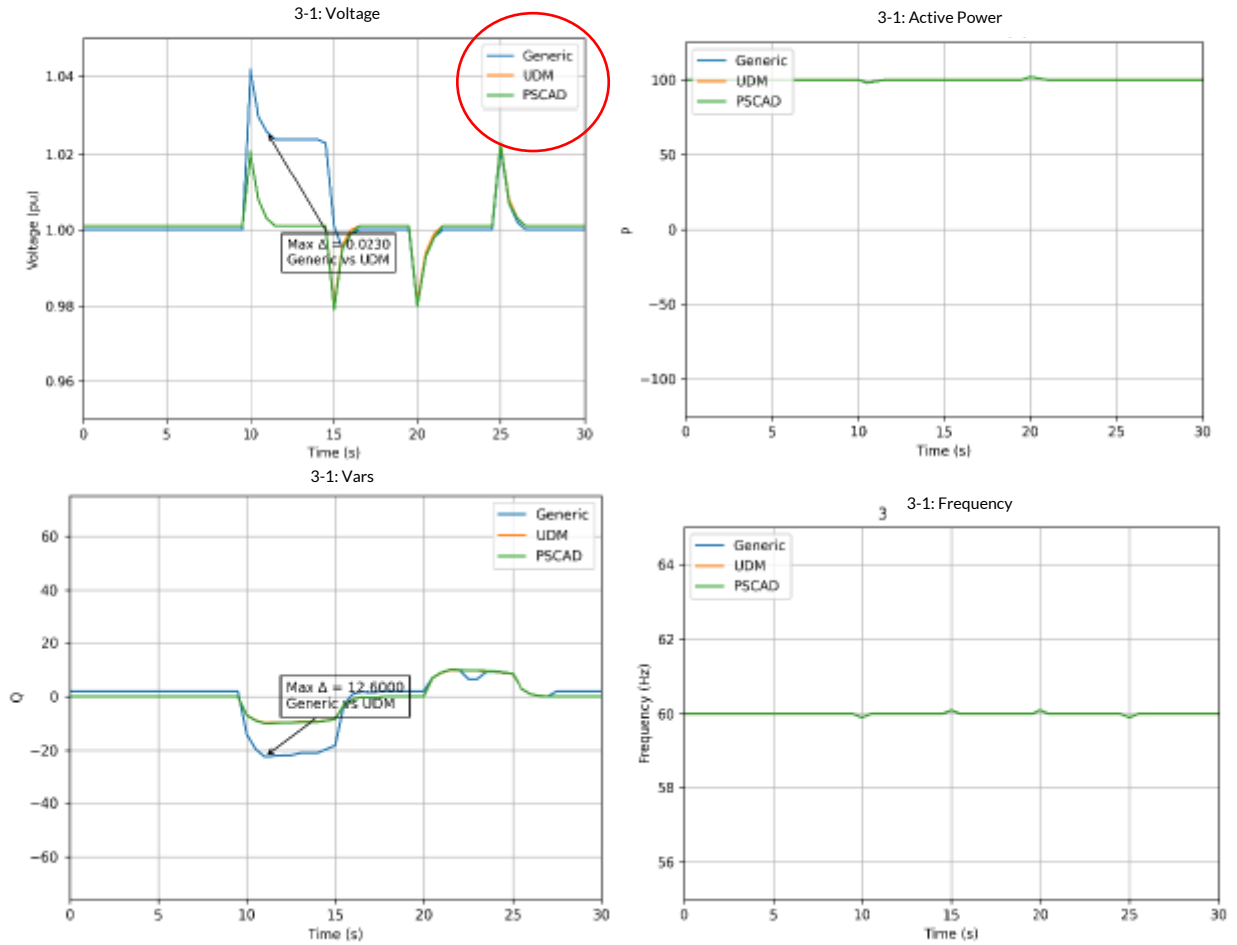 3-1: Voltage
Generic
UDM
PSCAD
1.04
1.02
1.00
0.98
0.96
Voltage (pu)
Max Δ = 0.0230
Generic vs UDM
0 5 10 15 20 25 30
Time (s)
3-1: Active Power
Generic
UDM
PSCAD
100
50
0
−50
−100
P
0 5 10 15 20 25 30
Time (s)
3-1: Vars
Generic
UDM
PSCAD
60
40
20
0
−20
−40
−60
Q
Max Δ = 12.6000
Generic vs UDM
0 5 10 15 20 25 30
Time (s)
3
3-1: Frequency
Generic
UDM
PSCAD
64
62
60
58
56
Frequency (Hz)
0 5 10 15 20 25 30
Time (s)